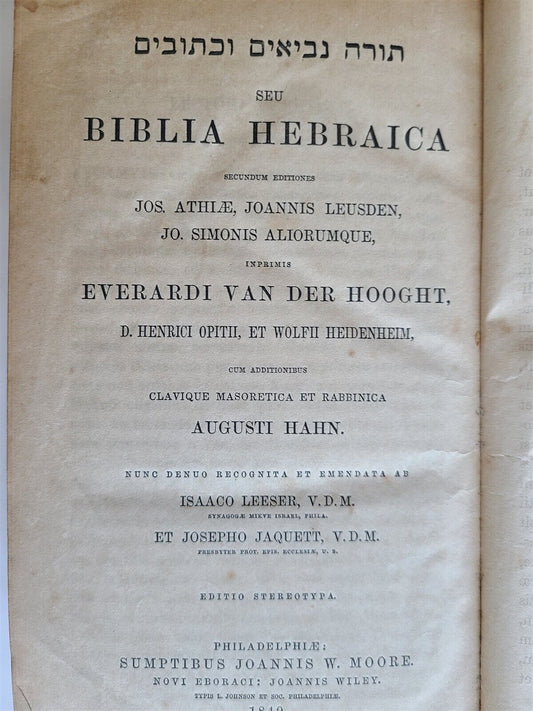 תורה נביאים וכתובים
SEU
BIBLIA HEBRAICA
SECUNDUM EDITIONES
JOS. ATHIÆ, JOANNIS LEUSDEN,
JO. SIMONIS ALIORUMQUE,
INPRIMIS
EVERARDI VAN DER HOOGHT,
D. HENRICI OPITII, ET WOLFII HEIDENHEIM,
CUM ADDITIONIBUS
CLAVIQUE MASORETICA ET RABBINICA
AUGUSTI HAHN.
NUNC DENUO RECOGNITA ET EMENDATA AB
ISAACO LEESER, V.D.M.
SYNAGOGÆ MIKVE ISRAEL, PHILA.
ET JOSEPHO JAQUETT, V.D.M.
PRESBYTER PROT. EPIS. ECCLESIÆ, U. S.
EDITIO STEREOTYPA.
PHILADELPHIÆ:
SUMPTIBUS JOANNIS W. MOORE.
NOVI EBORACI: JOANNIS WILEY.
TYPIS L. JOHNSON ET SOC. PHILADELPHIÆ.
1849